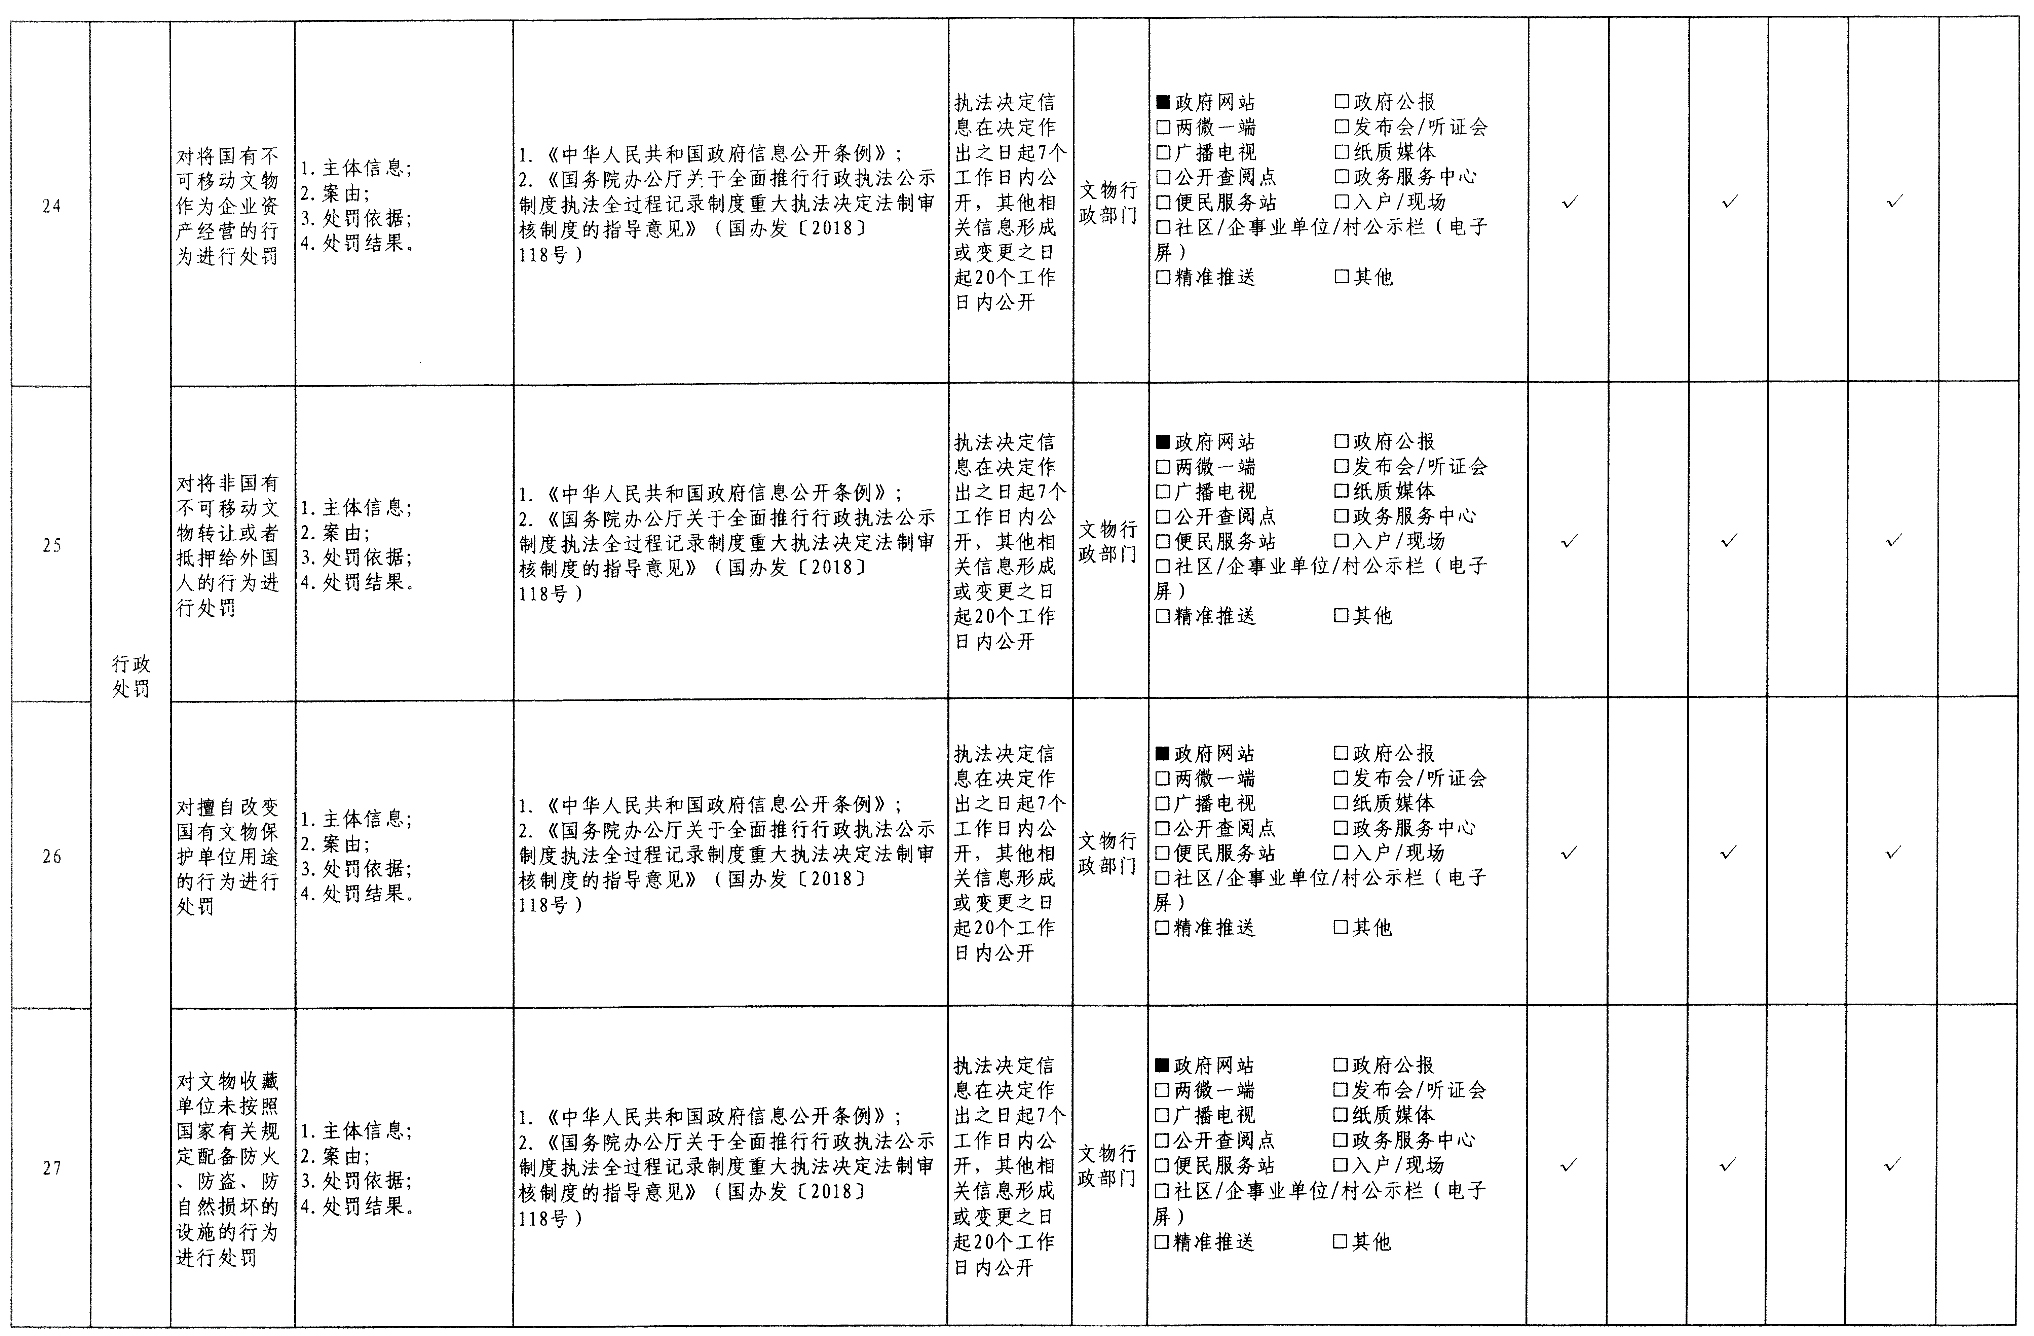 24
对将国有不
可移动文物
作为企业资
产经营的行
为进行处罚
1. 主体信息;
2. 案由;
3. 处罚依据;
4. 处罚结果。
1. 《中华人民共和国政府信息公开条例》;
2. 《国务院办公厅关于全面推行行政执法公示
制度执法全过程记录制度重大执法决定法制审
核制度的指导意见》（国办发〔2018〕
118号）
执法决定信
息在决定作
出之日起7个
工作日内公
开，其他相
关信息形成
或变更之日
起20个工作
日内公开
文物行
政部门
■政府网站 □政府公报
□两微一端 □发布会/听证会
□广播电视 □纸质媒体
□公开查阅点 □政务服务中心
□便民服务站 □入户/现场
□社区/企事业单位/村公示栏（电子
屏）
□精准推送 □其他
✓ ✓ ✓
行政
处罚
25
对将非国有
不可移动文
物转让或者
抵押给外国
人的行为进
行处罚
1. 主体信息;
2. 案由;
3. 处罚依据;
4. 处罚结果。
1. 《中华人民共和国政府信息公开条例》;
2. 《国务院办公厅关于全面推行行政执法公示
制度执法全过程记录制度重大执法决定法制审
核制度的指导意见》（国办发〔2018〕
118号）
执法决定信
息在决定作
出之日起7个
工作日内公
开，其他相
关信息形成
或变更之日
起20个工作
日内公开
文物行
政部门
■政府网站 □政府公报
□两微一端 □发布会/听证会
□广播电视 □纸质媒体
□公开查阅点 □政务服务中心
□便民服务站 □入户/现场
□社区/企事业单位/村公示栏（电子
屏）
□精准推送 □其他
✓ ✓ ✓
26
对擅自改变
国有文物保
护单位用途
的行为进行
处罚
1. 主体信息;
2. 案由;
3. 处罚依据;
4. 处罚结果。
1. 《中华人民共和国政府信息公开条例》;
2. 《国务院办公厅关于全面推行行政执法公示
制度执法全过程记录制度重大执法决定法制审
核制度的指导意见》（国办发〔2018〕
118号）
执法决定信
息在决定作
出之日起7个
工作日内公
开，其他相
关信息形成
或变更之日
起20个工作
日内公开
文物行
政部门
■政府网站 □政府公报
□两微一端 □发布会/听证会
□广播电视 □纸质媒体
□公开查阅点 □政务服务中心
□便民服务站 □入户/现场
□社区/企事业单位/村公示栏（电子
屏）
□精准推送 □其他
✓ ✓ ✓
27
对文物收藏
单位未按照
国家有关规
定配备防火
、防盗、防
自然损坏的
设施的行为
进行处罚
1. 主体信息;
2. 案由;
3. 处罚依据;
4. 处罚结果。
1. 《中华人民共和国政府信息公开条例》;
2. 《国务院办公厅关于全面推行行政执法公示
制度执法全过程记录制度重大执法决定法制审
核制度的指导意见》（国办发〔2018〕
118号）
执法决定信
息在决定作
出之日起7个
工作日内公
开，其他相
关信息形成
或变更之日
起20个工作
日内公开
文物行
政部门
■政府网站 □政府公报
□两微一端 □发布会/听证会
□广播电视 □纸质媒体
□公开查阅点 □政务服务中心
□便民服务站 □入户/现场
□社区/企事业单位/村公示栏（电子
屏）
□精准推送 □其他
✓ ✓ ✓